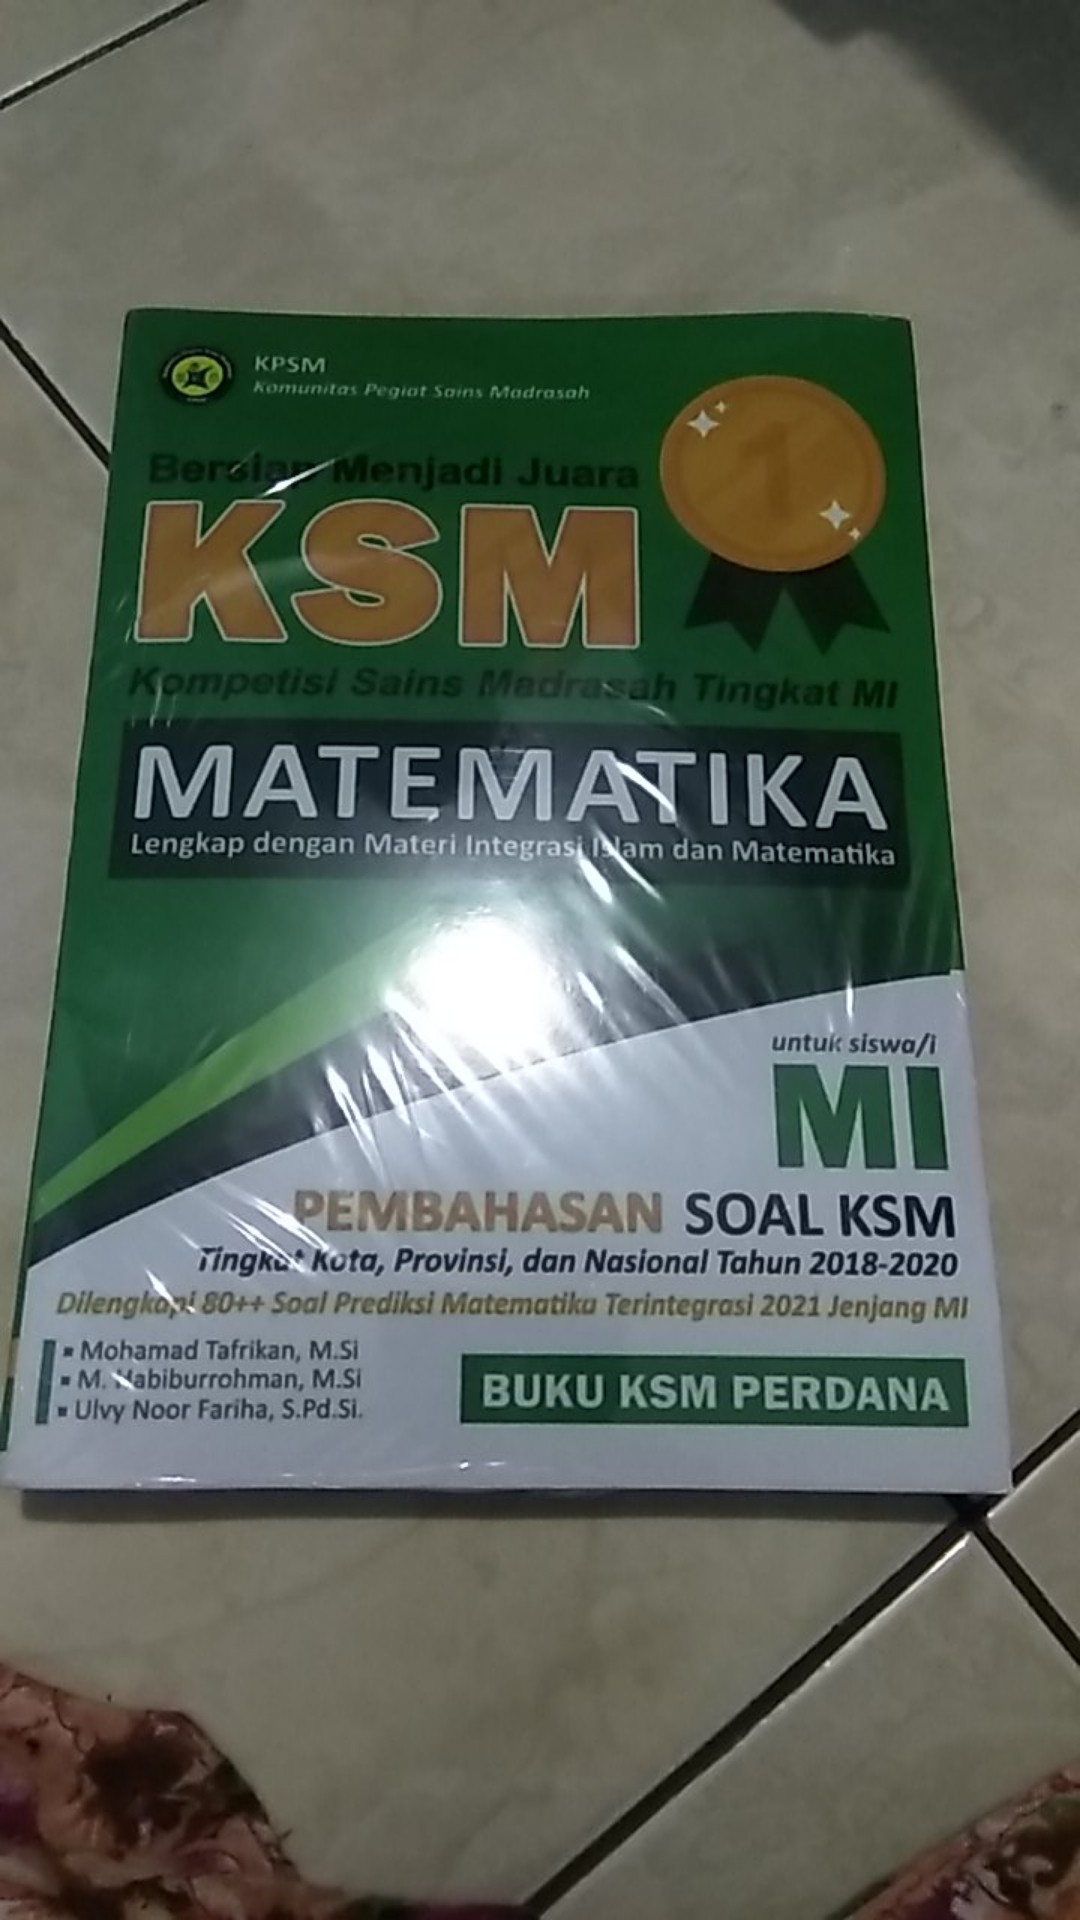 KPSM
Komunitas Pegiat Sains Madrasah
1
Bersiap Menjadi Juara
KSM
Kompetisi Sains Madrasah Tingkat MI
MATEMATIKA
Lengkap dengan Materi Integrasi Islam dan Matematika
untuk siswa/i
MI
PEMBAHASAN SOAL KSM
Tingkat Kota, Provinsi, dan Nasional Tahun 2018-2020
Dilengkapi 80++ Soal Prediksi Matematika Terintegrasi 2021 Jenjang MI
▪ Mohamad Tafrikan, M.Si
▪ M. Habiburrohman, M.Si
▪ Ulvy Noor Fariha, S.Pd.Si.
BUKU KSM PERDANA